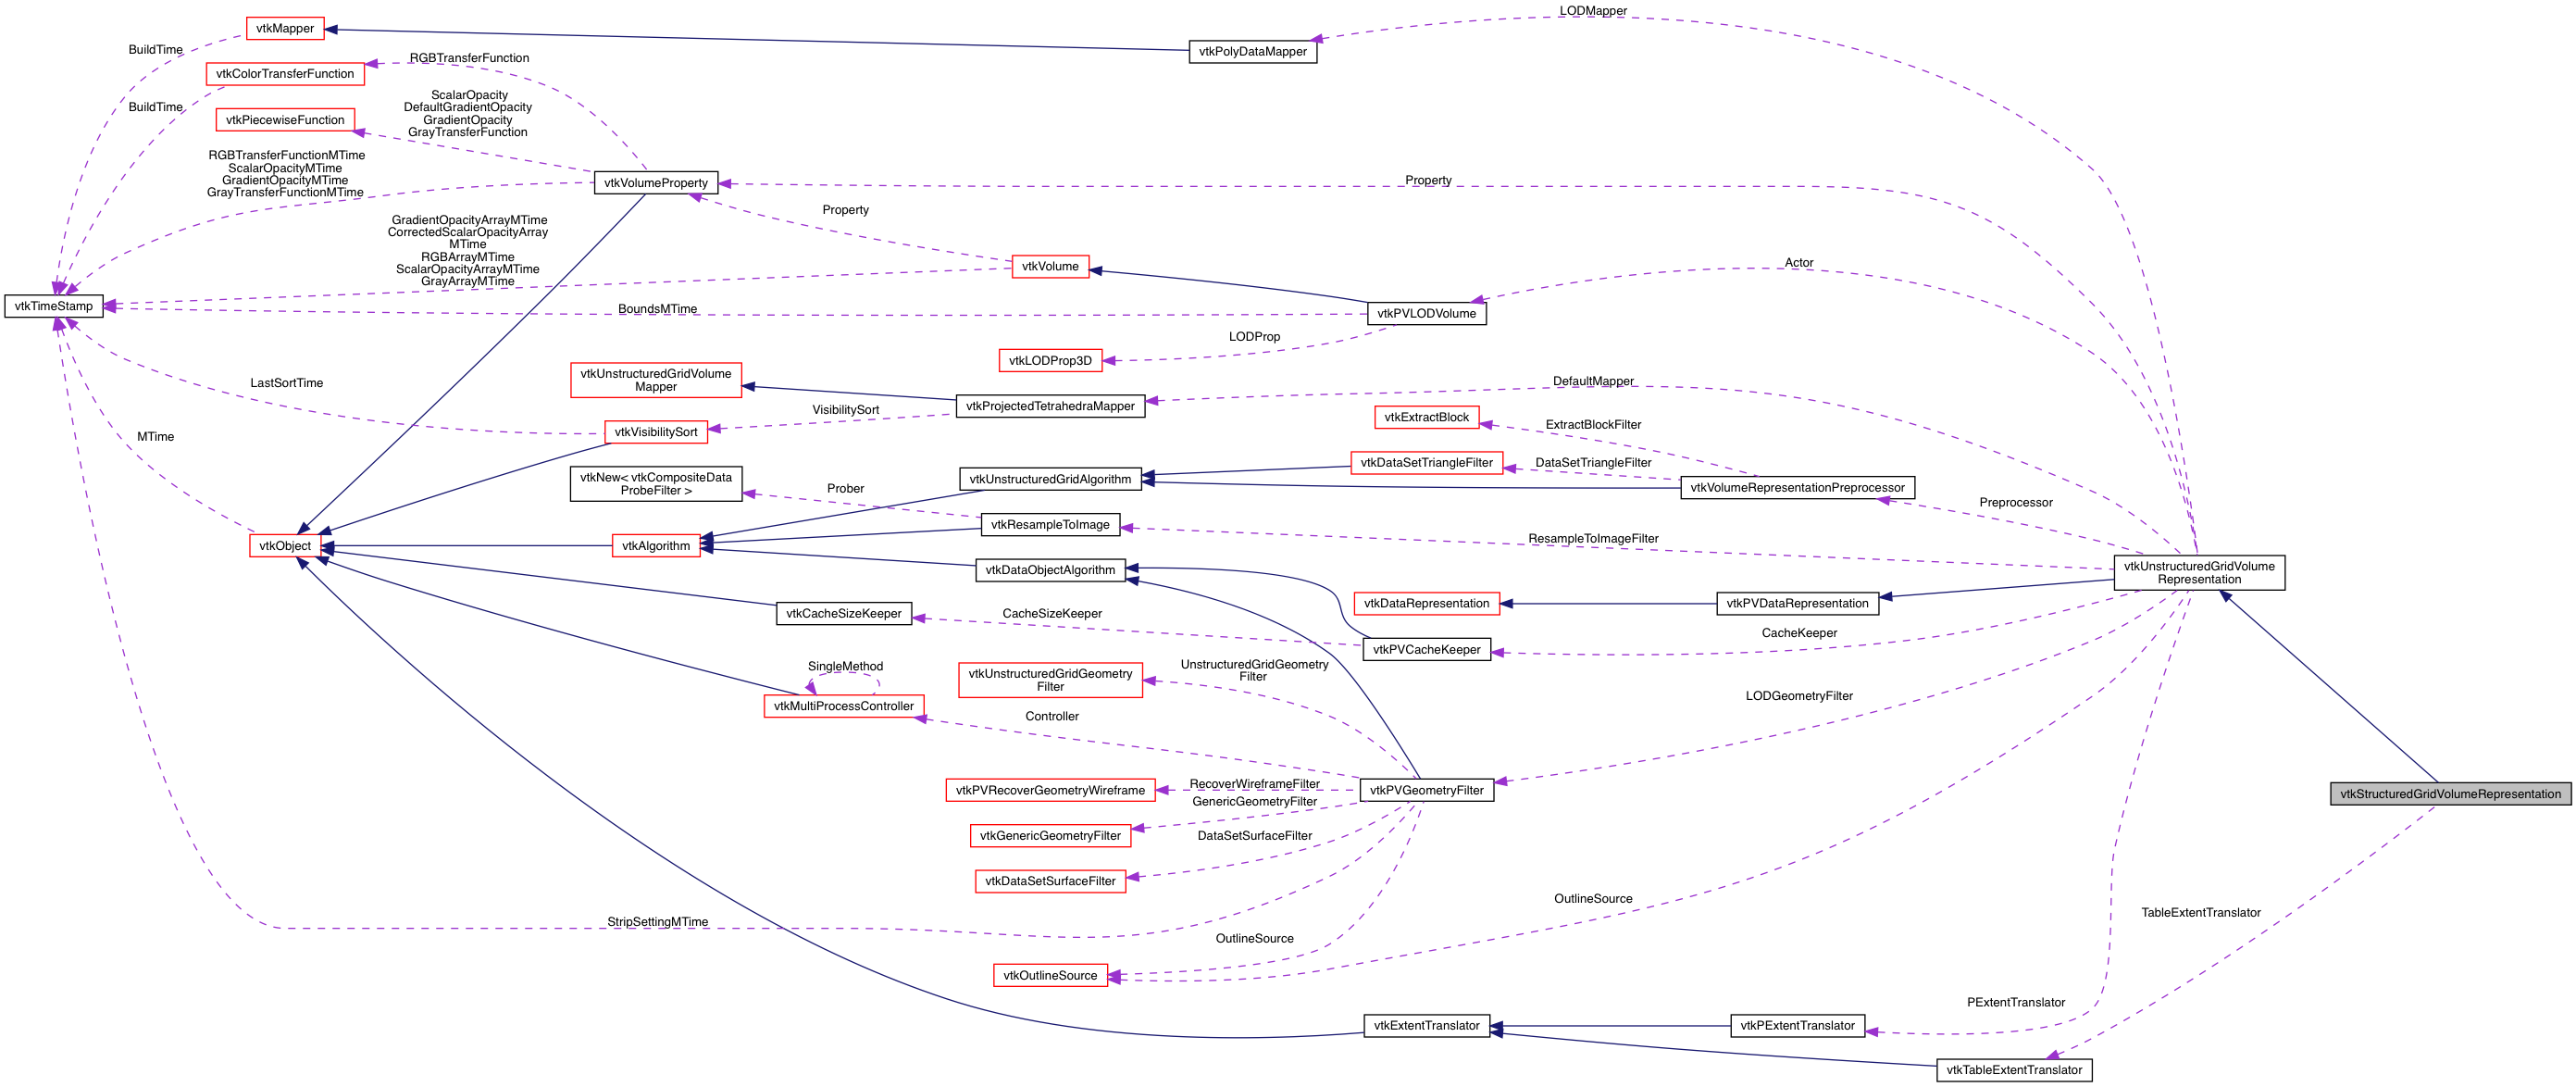 LODMapper
vtkMapper
BuildTime
vtkPolyDataMapper
RGBTransferFunction
vtkColorTransferFunction
ScalarOpacity
DefaultGradientOpacity
GradientOpacity
GrayTransferFunction
BuildTime
vtkPiecewiseFunction
RGBTransferFunctionMTime
ScalarOpacityMTime
GradientOpacityMTime
GrayTransferFunctionMTime
vtkVolumeProperty
Property
Property
GradientOpacityArrayMTime
CorrectedScalarOpacityArray
MTime
RGBArrayMTime
ScalarOpacityArrayMTime
GrayArrayMTime
vtkVolume
Actor
vtkTimeStamp
BoundsMTime
vtkPVLODVolume
LODProp
vtkLODProp3D
vtkUnstructuredGridVolume
Mapper
LastSortTime
DefaultMapper
vtkProjectedTetrahedraMapper
VisibilitySort
vtkExtractBlock
ExtractBlockFilter
vtkVisibilitySort
MTime
vtkDataSetTriangleFilter
DataSetTriangleFilter
vtkNew< vtkCompositeData
ProbeFilter >
vtkUnstructuredGridAlgorithm
Prober
vtkVolumeRepresentationPreprocessor
Preprocessor
vtkResampleToImage
ResampleToImageFilter
vtkObject
vtkAlgorithm
vtkDataObjectAlgorithm
vtkUnstructuredGridVolume
Representation
vtkDataRepresentation
vtkPVDataRepresentation
vtkCacheSizeKeeper
CacheSizeKeeper
CacheKeeper
vtkPVCacheKeeper
SingleMethod
UnstructuredGridGeometry
Filter
vtkUnstructuredGridGeometry
Filter
LODGeometryFilter
vtkMultiProcessController
Controller
RecoverWireframeFilter
vtkPVRecoverGeometryWireframe
vtkPVGeometryFilter
vtkStructuredGridVolumeRepresentation
GenericGeometryFilter
vtkGenericGeometryFilter
DataSetSurfaceFilter
vtkDataSetSurfaceFilter
OutlineSource
TableExtentTranslator
StripSettingMTime
OutlineSource
vtkOutlineSource
PExtentTranslator
vtkExtentTranslator
vtkPExtentTranslator
vtkTableExtentTranslator